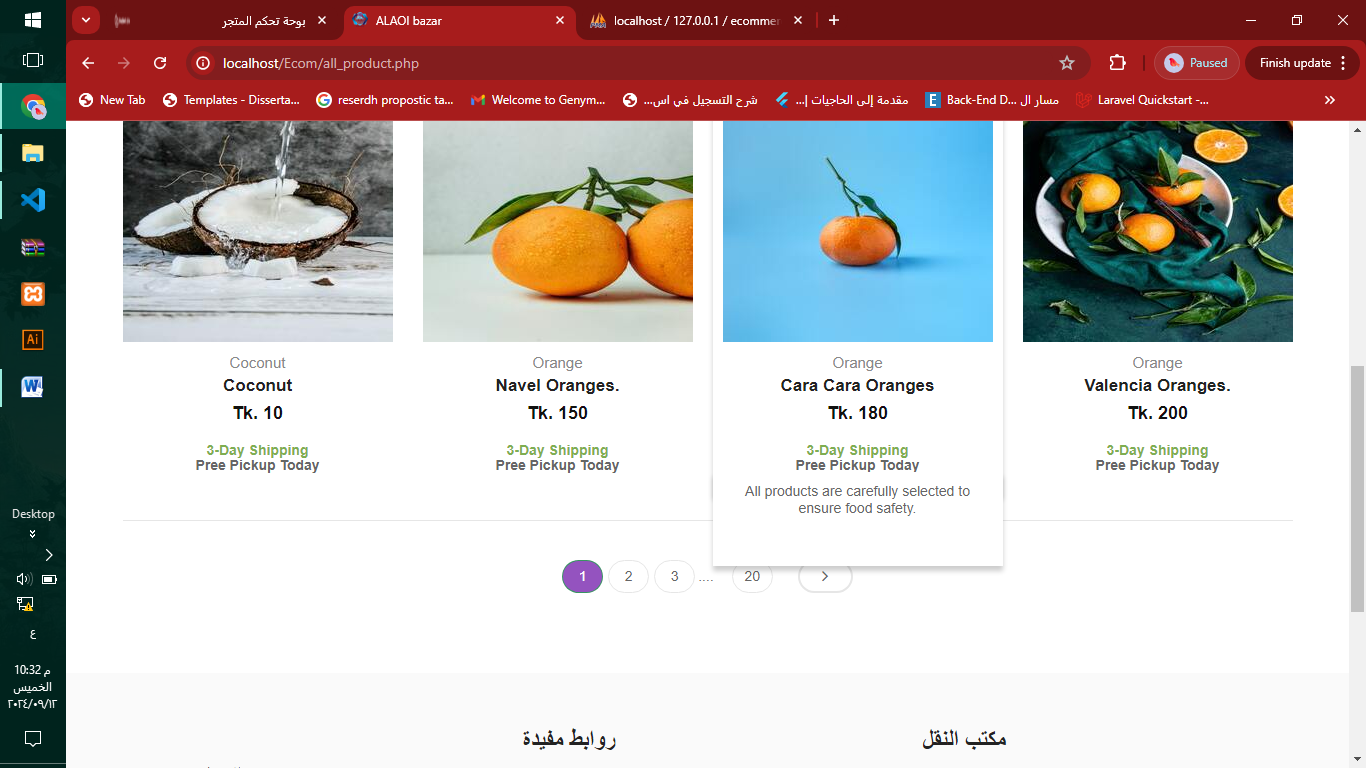 بوحة تحكم المتجر
ALAOI bazar
localhost / 127.0.0.1 / ecommer
localhost/Ecom/all_product.php
Paused
Finish update
New Tab
Templates - Disserta...
reserdh propostic ta...
Welcome to Genym...
شرح التسجيل في اس...
مقدمة إلى الحاجيات |...
Back-End D... مسار ال
Laravel Quickstart -...
Coconut
Coconut
Tk. 10
3-Day Shipping
Pree Pickup Today
Orange
Navel Oranges.
Tk. 150
3-Day Shipping
Pree Pickup Today
Orange
Cara Cara Oranges
Tk. 180
3-Day Shipping
Pree Pickup Today
All products are carefully selected to
ensure food safety.
Orange
Valencia Oranges.
Tk. 200
3-Day Shipping
Pree Pickup Today
1 2 3 .... 20
روابط مفيدة
مكتب النقل
Ai
Desktop
ع
10:32 م
الخميس
٢٠٢٤/٠٩/١٢